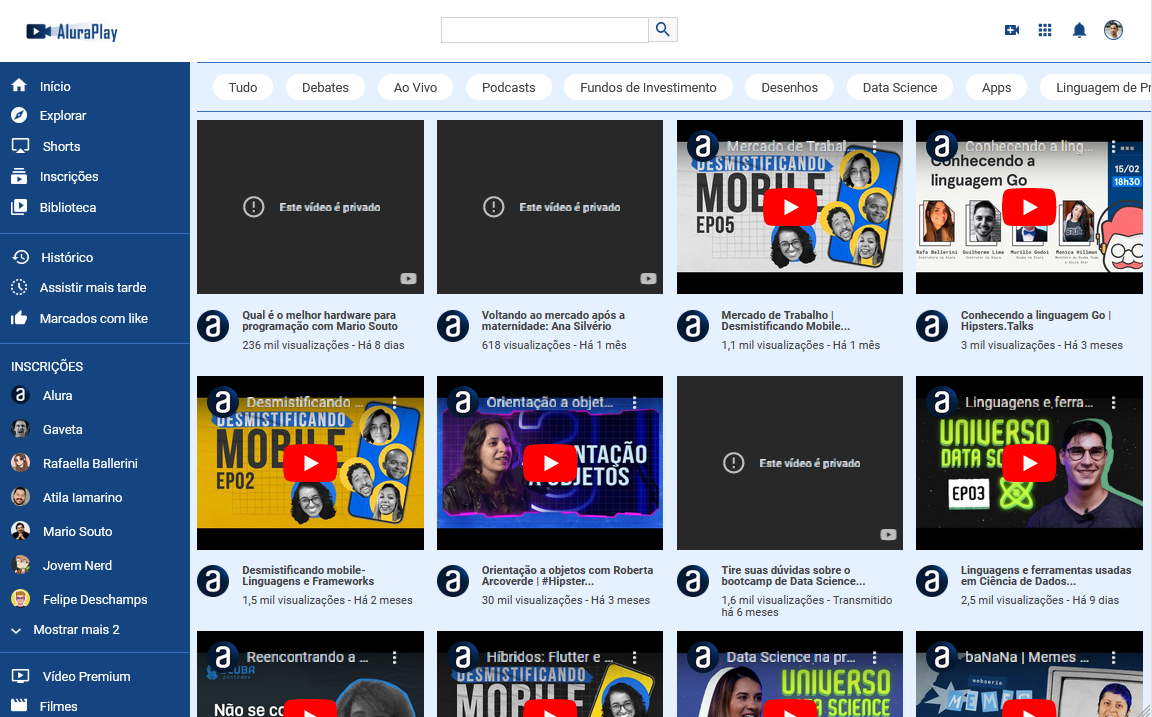 AluraPlay
Início
Explorar
Shorts
Inscrições
Biblioteca
Histórico
Assistir mais tarde
Marcados com like
INSCRIÇÕES
Alura
Gaveta
Rafaella Ballerini
Atila Iamarino
Mario Souto
Jovem Nerd
Felipe Deschamps
Mostrar mais 2
Vídeo Premium
Filmes
Tudo
Debates
Ao Vivo
Podcasts
Fundos de Investimento
Desenhos
Data Science
Apps
Linguagem de Pr
Este vídeo é privado
Qual é o melhor hardware para
programação com Mario Souto
236 mil visualizações - Há 8 dias
Este vídeo é privado
Voltando ao mercado após a
maternidade: Ana Silvério
618 visualizações - Há 1 mês
a
Mercado de Trabal...
DESMISTIFICANDO
MOBILE
EP05
a
Mercado de Trabalho |
Desmistificando Mobile...
1,1 mil visualizações - Há 1 mês
a
Conhecendo a ling...
Conhecendo a
linguagem Go
15/02
18h30
Rafa Ballerini
Guilherme Lima
Murillo Godoi
Monica Hillman
a
Conhecendo a linguagem Go |
Hipsters.Talks
3 mil visualizações - Há 3 meses
a
Desmistificando ...
DESMISTIFICANDO
MOBILE
EP02
a
Desmistificando mobile-
Linguagens e Frameworks
1,5 mil visualizações - Há 2 meses
a
Orientação a objet...
3
NTAÇÃO
A OBJETOS
a
Orientação a objetos com Roberta
Arcoverde | #Hipster...
30 mil visualizações - Há 3 meses
Este vídeo é privado
a
Tire suas dúvidas sobre o
bootcamp de Data Science...
1,6 mil visualizações - Transmitido
há 6 meses
a
Linguagens e ferra...
UNIVERSO
DATA SC
EP03
a
Linguagens e ferramentas usadas
em Ciência de Dados...
2,5 mil visualizações - Há 9 dias
a
Reencontrando a ...
Não se co
a
Híbridos: Flutter e ...
DESMISTIFICANDO
MOBILE
a
Data Science na pr...
UNIVERSO
DATA SCIENCE
a
baNaNa | Memes ...
webserie
MEMES